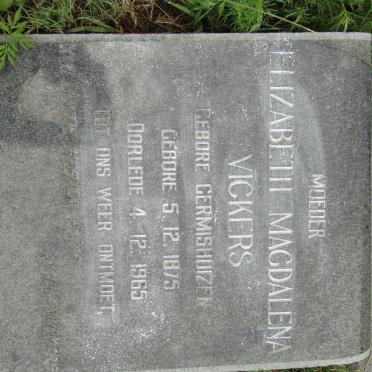 MOEDER
ELIZABETH MAGDALENA
VICKERS
GEBORE GERMISHUIZEN
GEBORE 5. 12. 1875
OORLEDE 4. 12. 1965
TOT ONS WEER ONTMOET,